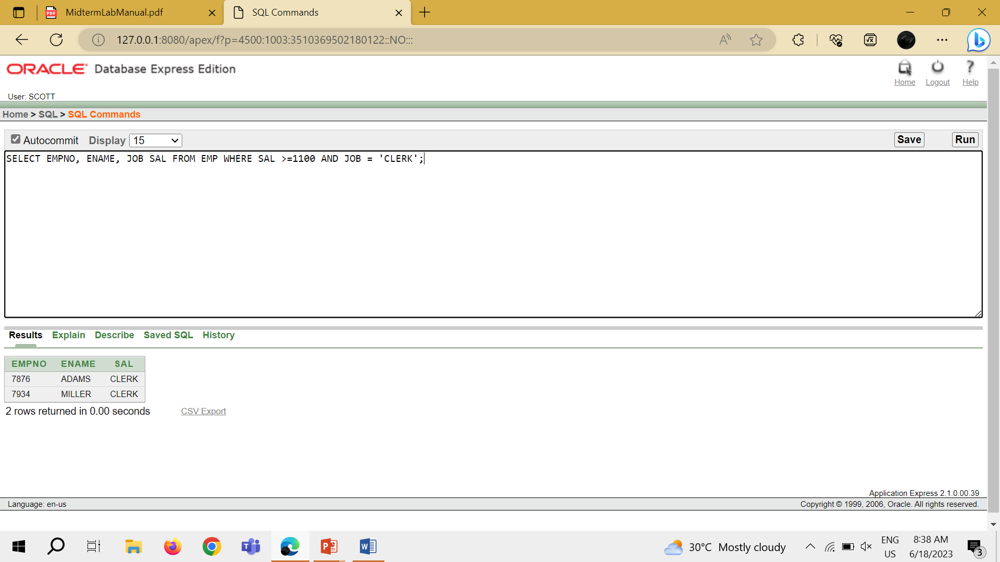 MidtermLabManual.pdf
SQL Commands
127.0.0.1:8080/apex/f?p=4500:1003:3510369502180122::NO:::
ORACLE Database Express Edition
Home Logout Help
User: SCOTT
Home > SQL > SQL Commands
Autocommit Display 15 Save Run
SELECT EMPNO, ENAME, JOB SAL FROM EMP WHERE SAL >=1100 AND JOB = 'CLERK';
Results Explain Describe Saved SQL History
EMPNO ENAME SAL
7876 ADAMS CLERK
7934 MILLER CLERK
2 rows returned in 0.00 seconds CSV Export
Application Express 2.1.0.00.39
Language: en-us Copyright © 1999, 2006, Oracle. All rights reserved.
30°C Mostly cloudy
ENG
US
8:38 AM
6/18/2023
3